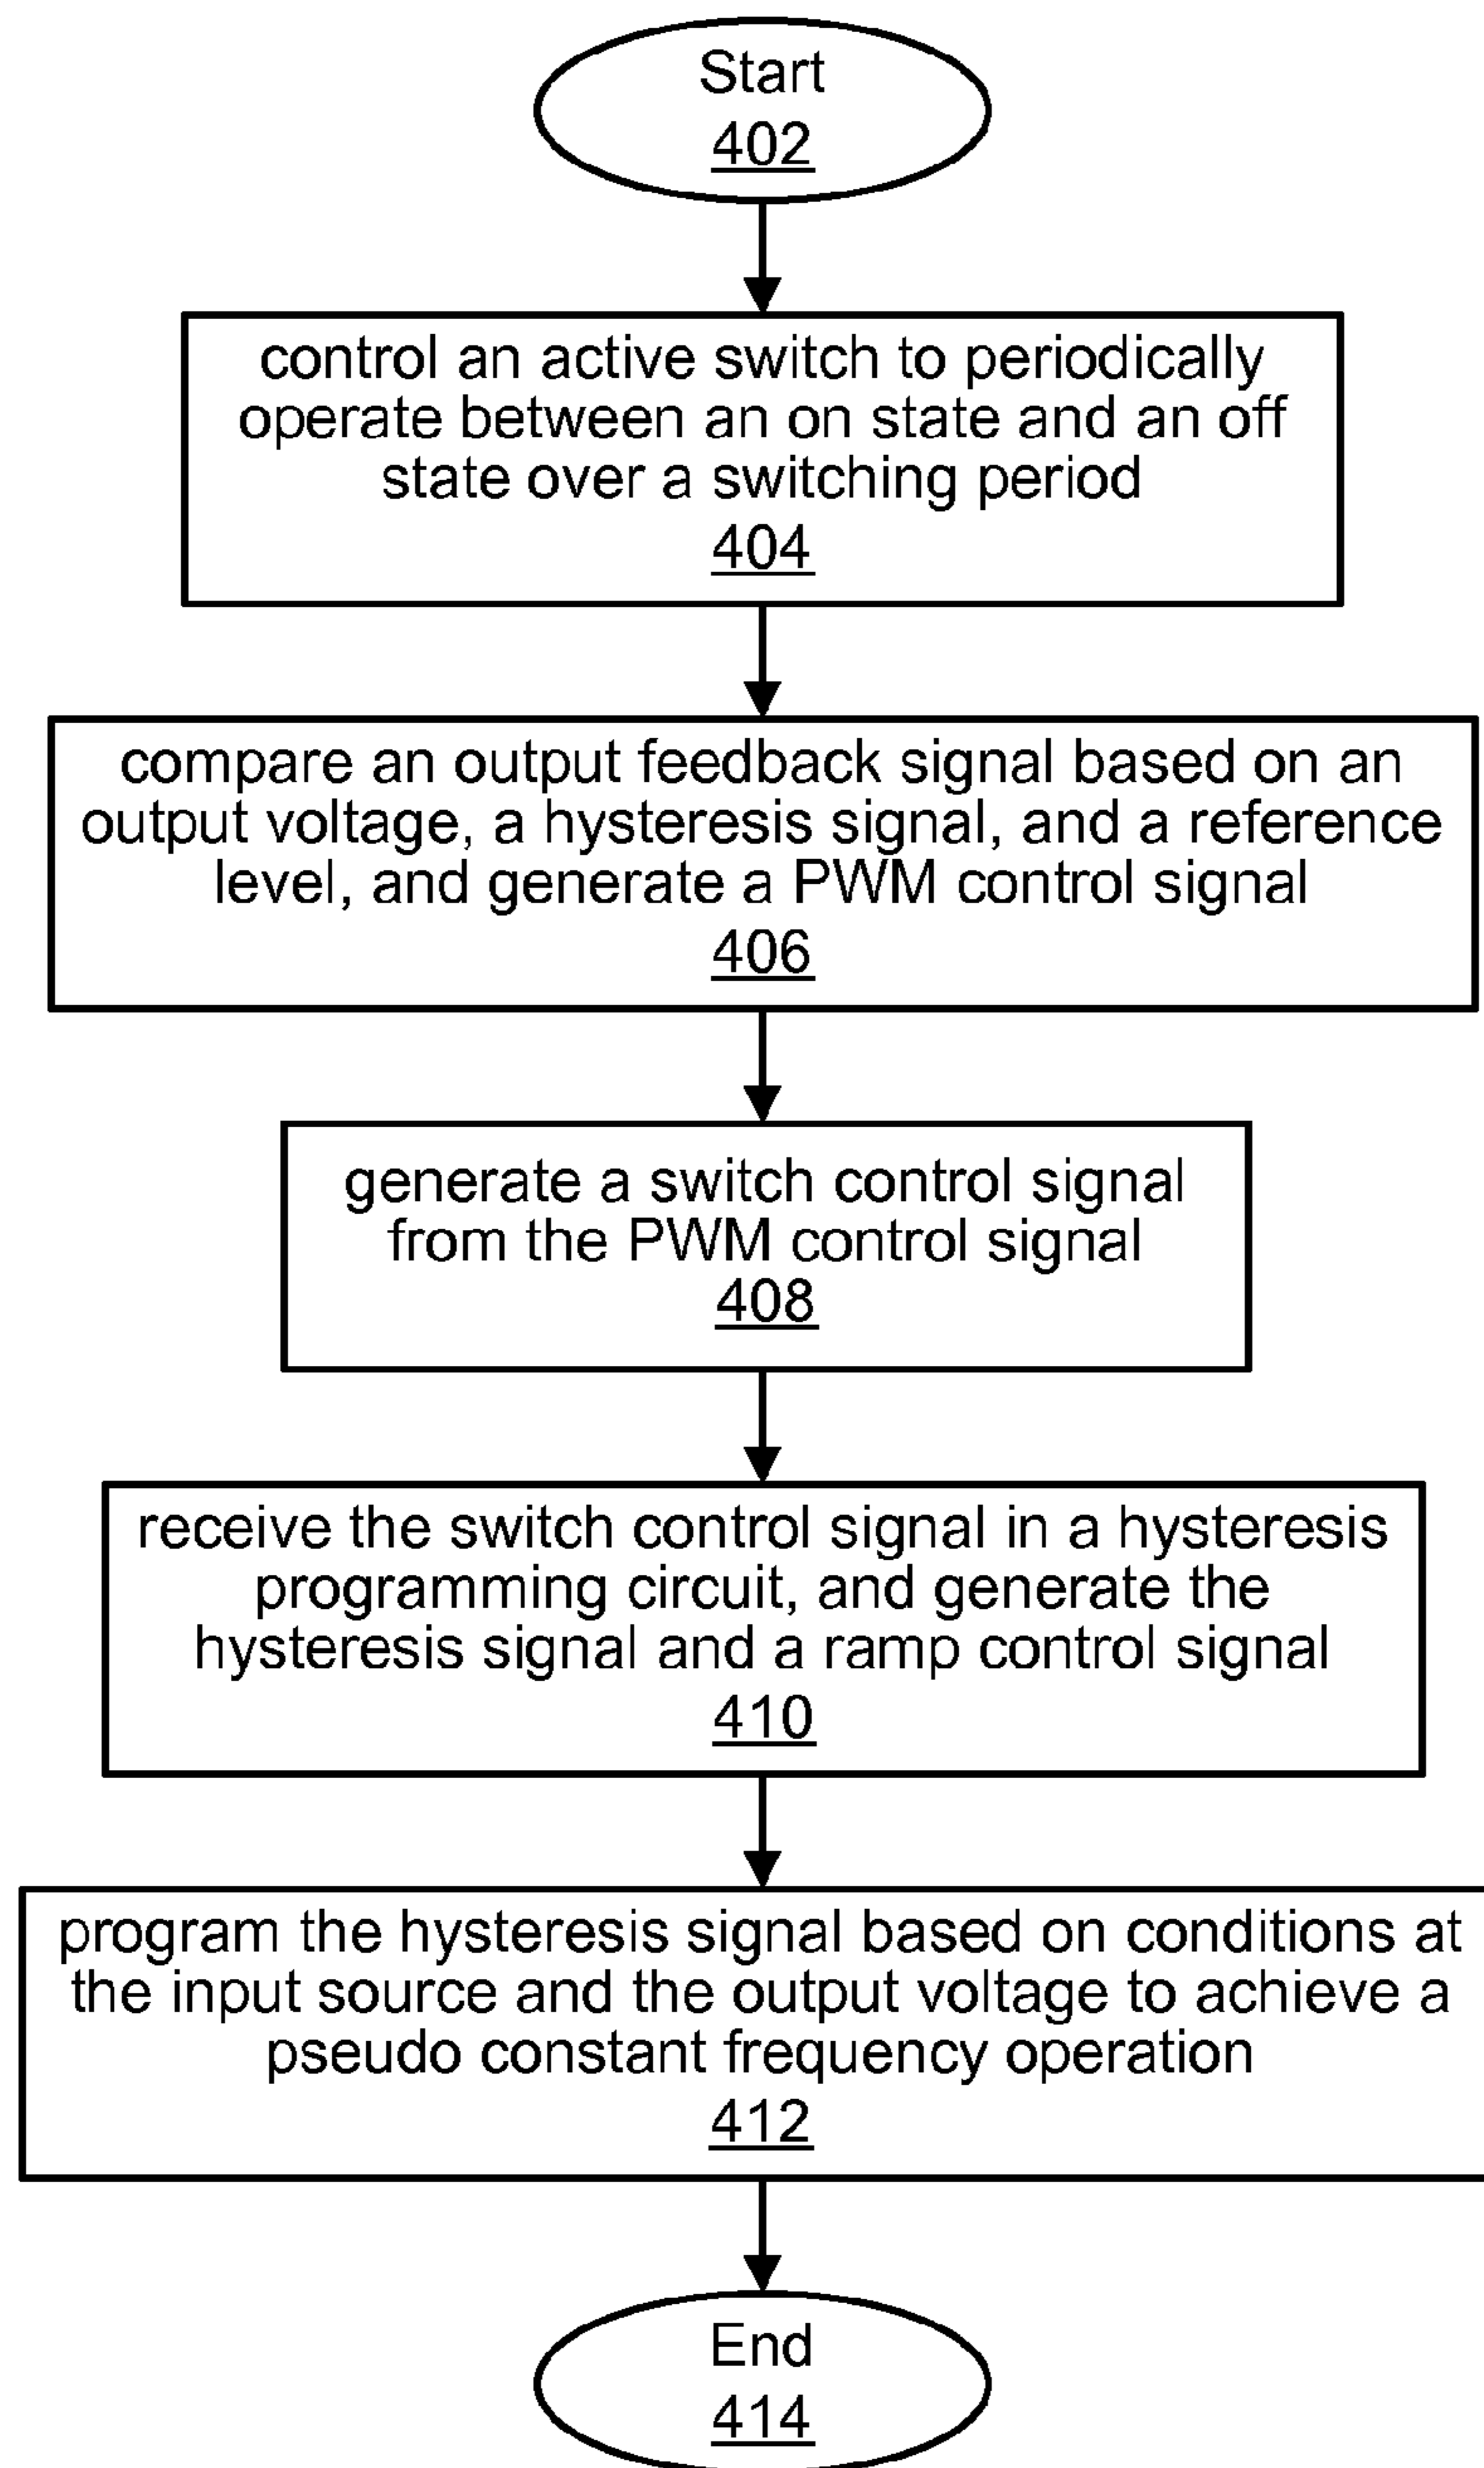 Start
402
control an active switch to periodically
operate between an on state and an off
state over a switching period
404
compare an output feedback signal based on an
output voltage, a hysteresis signal, and a reference
level, and generate a PWM control signal
406
generate a switch control signal
from the PWM control signal
408
receive the switch control signal in a hysteresis
programming circuit, and generate the
hysteresis signal and a ramp control signal
410
program the hysteresis signal based on conditions at
the input source and the output voltage to achieve a
pseudo constant frequency operation
412
End
414